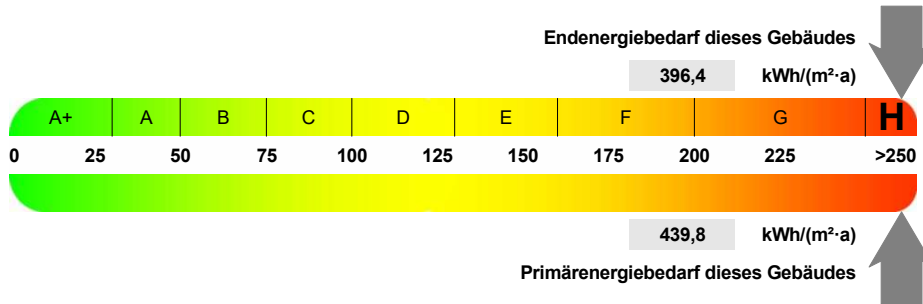 Endenergiebedarf dieses Gebäudes
396,4 kWh/(m²·a)
A+ A B C D E F G H
0 25 50 75 100 125 150 175 200 225 >250
439,8 kWh/(m²·a)
Primärenergiebedarf dieses Gebäudes